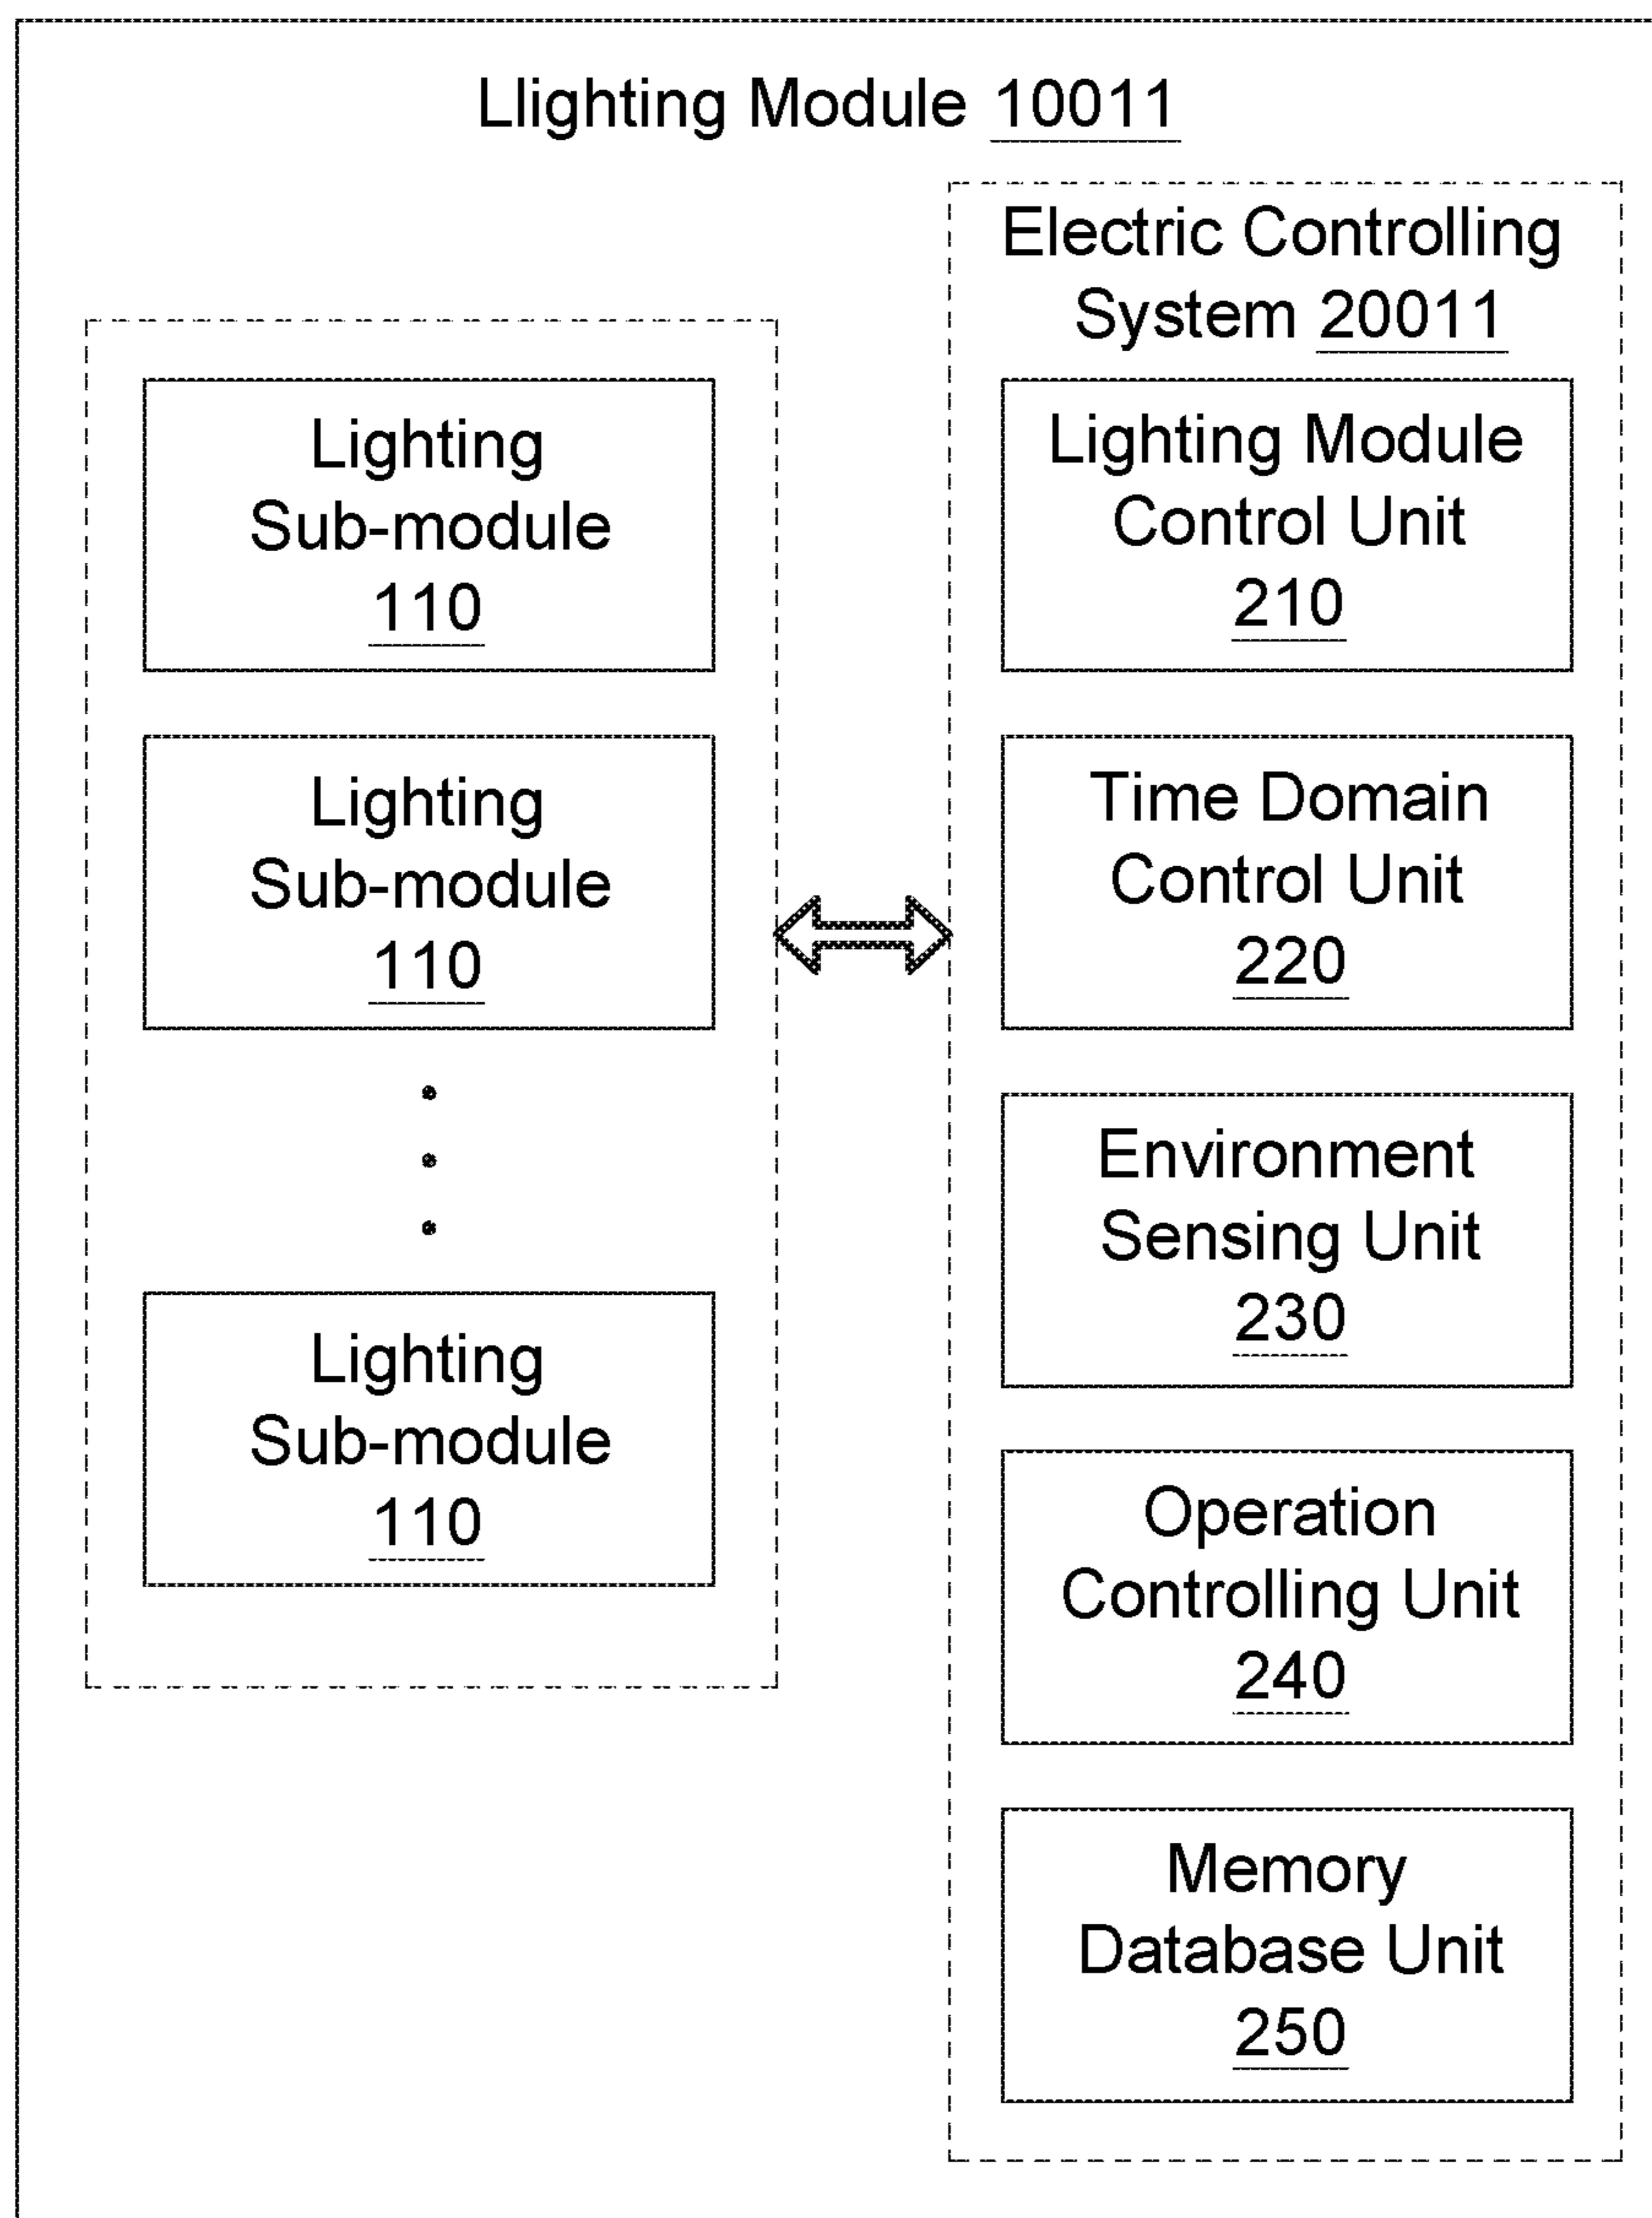 Llighting Module 10011
Lighting
Sub-module
110
Lighting
Sub-module
110
Lighting
Sub-module
110
Electric Controlling
System 20011
Lighting Module
Control Unit
210
Time Domain
Control Unit
220
Environment
Sensing Unit
230
Operation
Controlling Unit
240
Memory
Database Unit
250